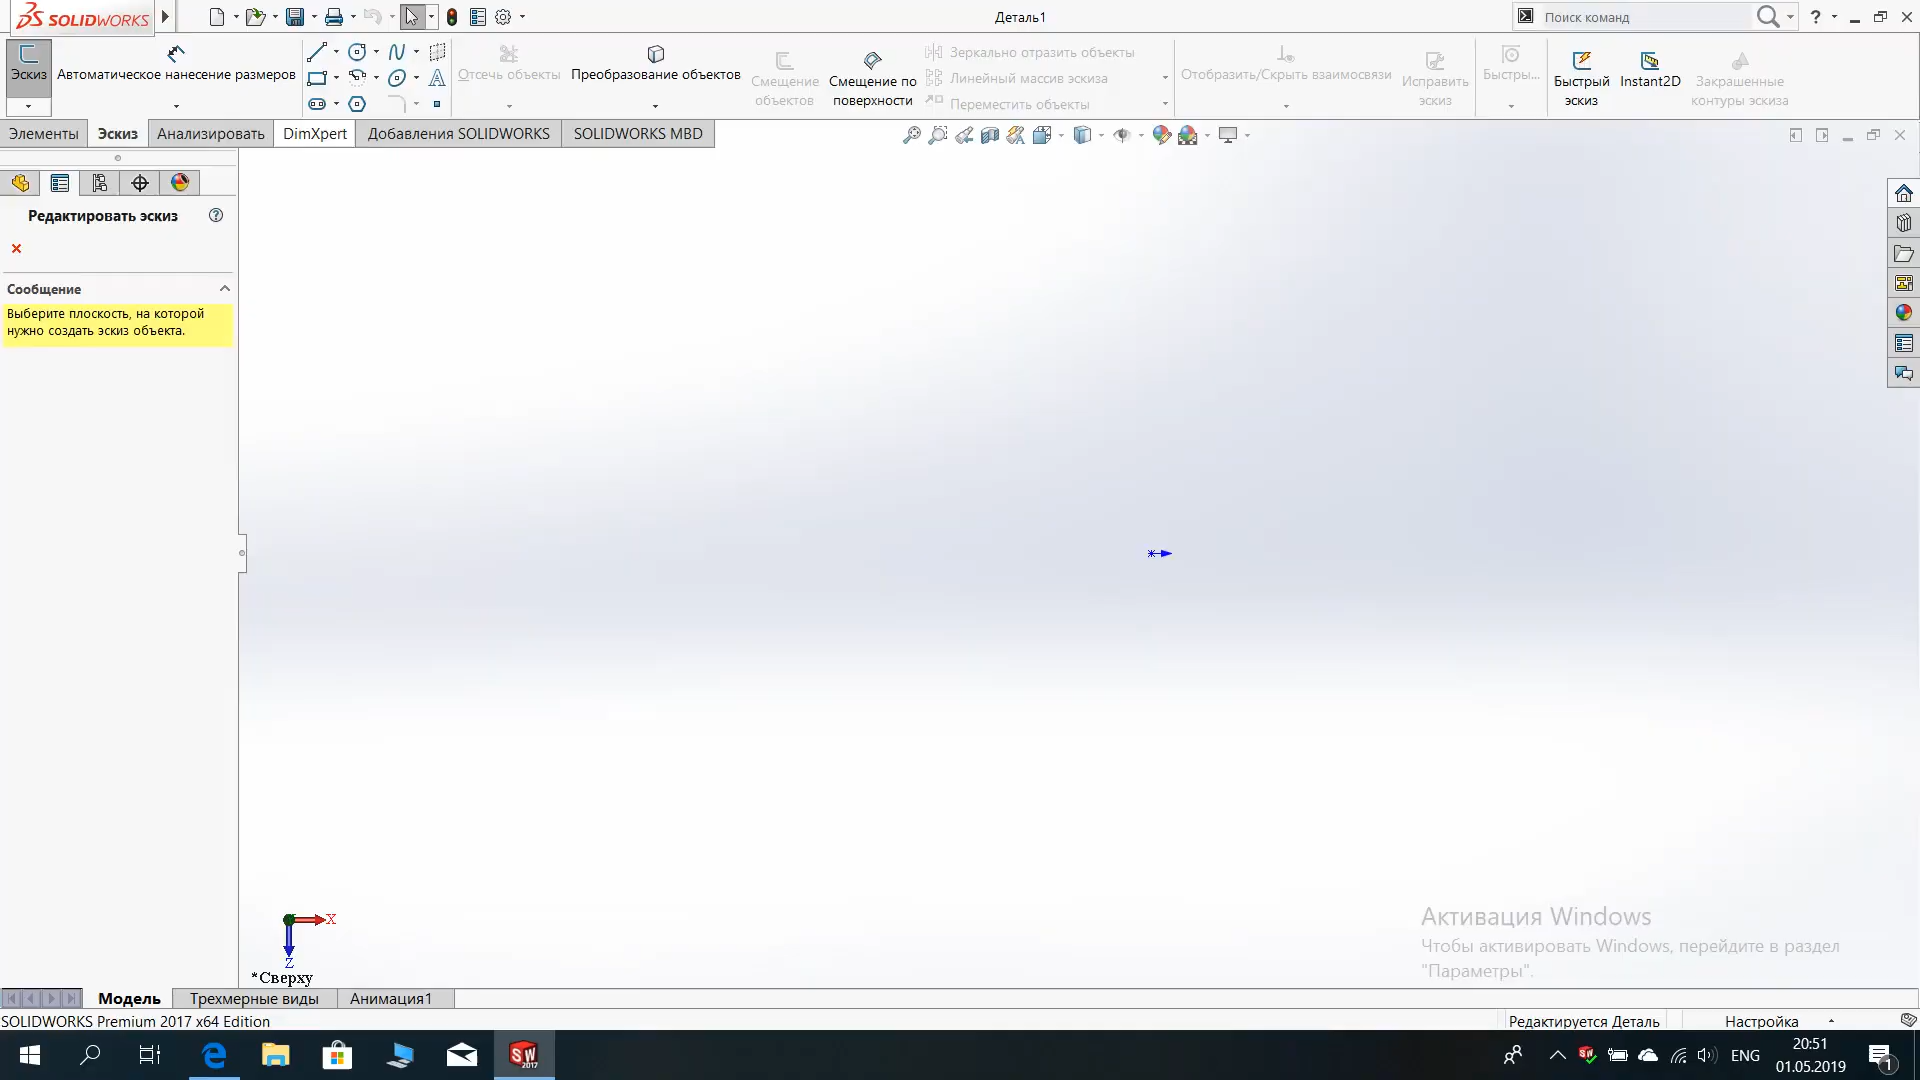 SOLIDWORKS
Деталь1
Поиск команд
?
Эскиз
Автоматическое нанесение размеров
Отсечь объекты
Преобразование объектов
Смещение
объектов
Смещение по
поверхности
Зеркально отразить объекты
Линейный массив эскиза
Переместить объекты
Отобразить/Скрыть взаимосвязи
Исправить
эскиз
Быстры...
Быстрый
эскиз
Instant2D
Закрашенные
контуры эскиза
Элементы
Эскиз
Анализировать
DimXpert
Добавления SOLIDWORKS
SOLIDWORKS MBD
Редактировать эскиз
Сообщение
Выберите плоскость, на которой
нужно создать эскиз объекта.
X
Z
*Сверху
Активация Windows
Чтобы активировать Windows, перейдите в раздел
"Параметры".
Модель
Трехмерные виды
Анимация1
SOLIDWORKS Premium 2017 x64 Edition
Редактируется Деталь
Настройка
SW
2017
ENG
20:51
01.05.2019
1